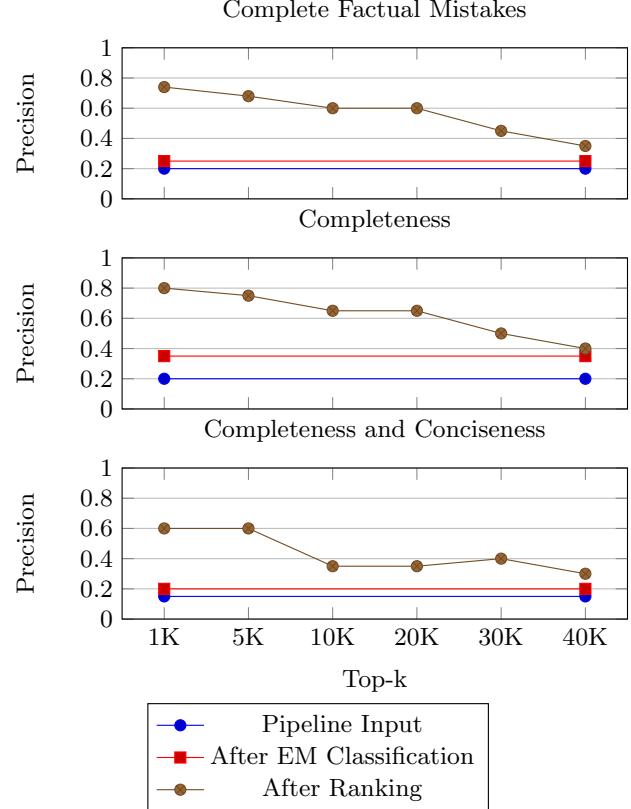 Complete Factual Mistakes
1
0.8
0.6
0.4
0.2
0
Precision
Completeness
1
0.8
0.6
0.4
0.2
0
Precision
Completeness and Conciseness
1
0.8
0.6
0.4
0.2
0
Precision
1K 5K 10K 20K 30K 40K
Top-k
Pipeline Input
After EM Classification
After Ranking